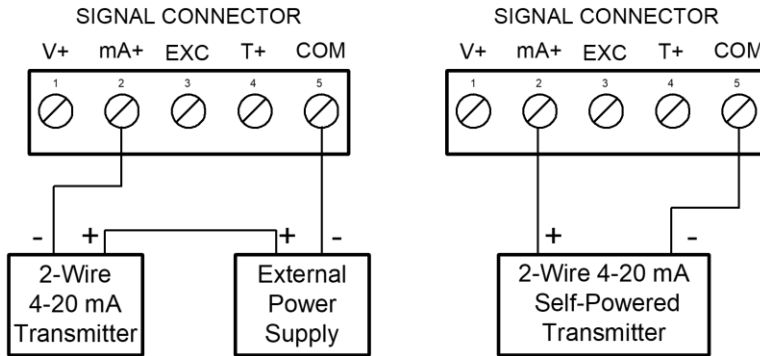 SIGNAL CONNECTOR
V+ mA+ EXC T+ COM
1 2 3 4 5
- + + -
2-Wire
4-20 mA
Transmitter
External
Power
Supply
SIGNAL CONNECTOR
V+ mA+ EXC T+ COM
1 2 3 4 5
+ -
2-Wire 4-20 mA
Self-Powered
Transmitter